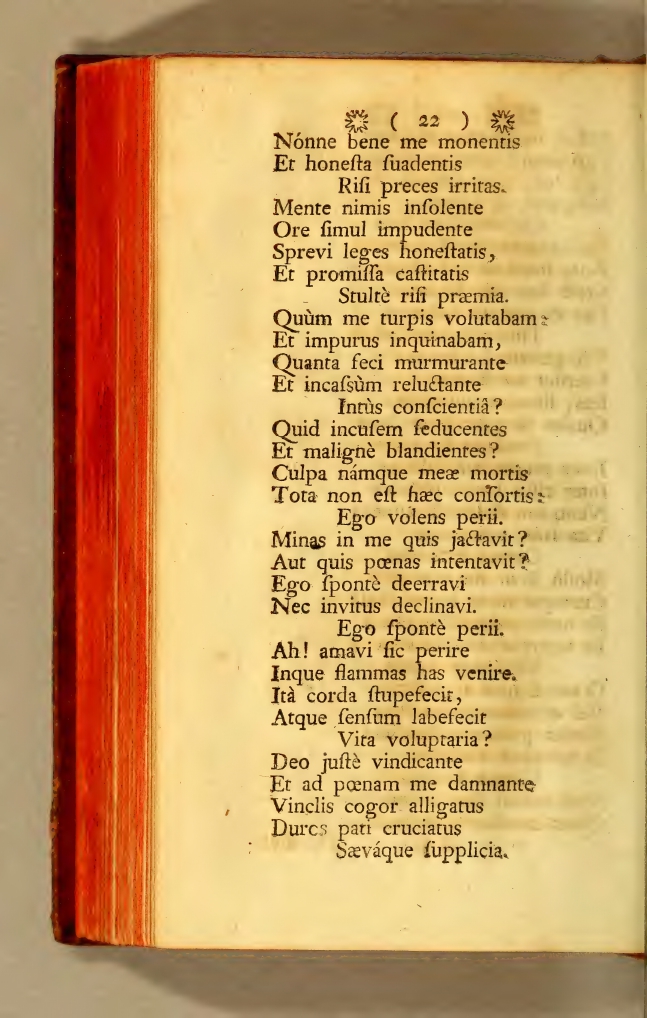 ( 22 )
Nónne bene me monentis
Et honeſta ſuadentis
Riſi preces irritas.
Mente nimis inſolente
Ore ſimul impudente
Sprevi leges honeſtatis,
Et promiſſa caſtitatis
Stultè riſi præmia.
Quùm me turpis volutabam:
Et impurus inquinabam,
Quanta feci murmurante
Et incaſsùm reluctante
Intùs conſcientiâ?
Quid incuſem ſeducentes
Et malignè blandientes?
Culpa námque meæ mortis
Tota non eſt hæc conſortis:
Ego volens perii.
Minas in me quis jactavit?
Aut quis pœnas intentavit?
Ego ſpontè deerravi
Nec invitus declinavi.
Ego ſpontè perii.
Ah! amavi ſic perire
Inque flammas has venire.
Ità corda ſtupefecit,
Atque ſenſum labefecit
Vita voluptaria?
Deo juſtè vindicante
Et ad pœnam me damnante
Vinclis cogor alligatus
Duros pati cruciatus
Sæváque ſupplicia.